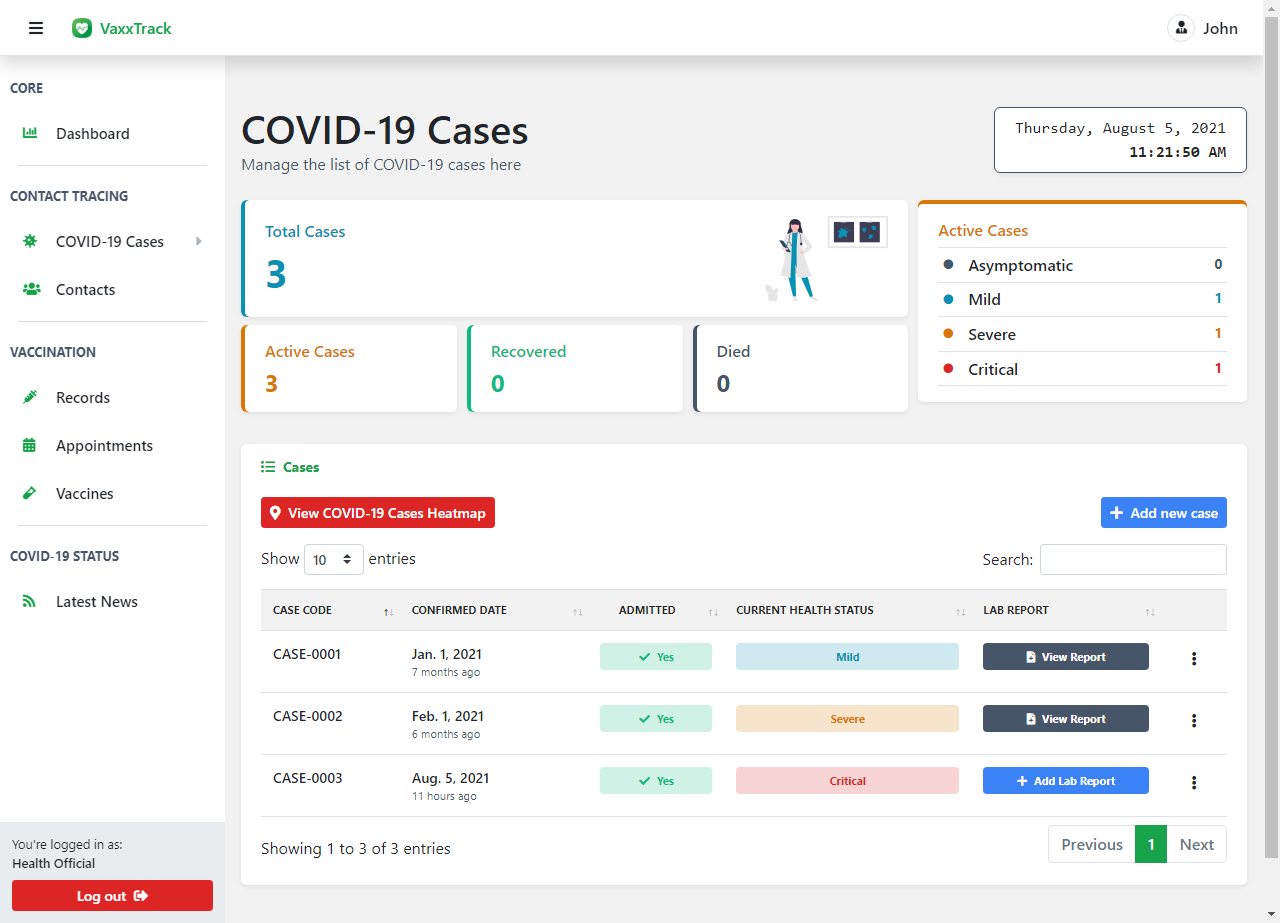 VaxxTrack
John
CORE
Dashboard
CONTACT TRACING
COVID-19 Cases
Contacts
VACCINATION
Records
Appointments
Vaccines
COVID-19 STATUS
Latest News
You're logged in as:
Health Official
Log out
COVID-19 Cases
Manage the list of COVID-19 cases here
Thursday, August 5, 2021
11:21:50 AM
Total Cases
3
Active Cases
3
Recovered
0
Died
0
Active Cases
Asymptomatic 0
Mild 1
Severe 1
Critical 1
Cases
View COVID-19 Cases Heatmap
Add new case
Show 10 entries
Search:
CASE CODE CONFIRMED DATE ADMITTED CURRENT HEALTH STATUS LAB REPORT
CASE-0001 Jan. 1, 2021 Yes Mild View Report
7 months ago
CASE-0002 Feb. 1, 2021 Yes Severe View Report
6 months ago
CASE-0003 Aug. 5, 2021 Yes Critical Add Lab Report
11 hours ago
Showing 1 to 3 of 3 entries
Previous 1 Next